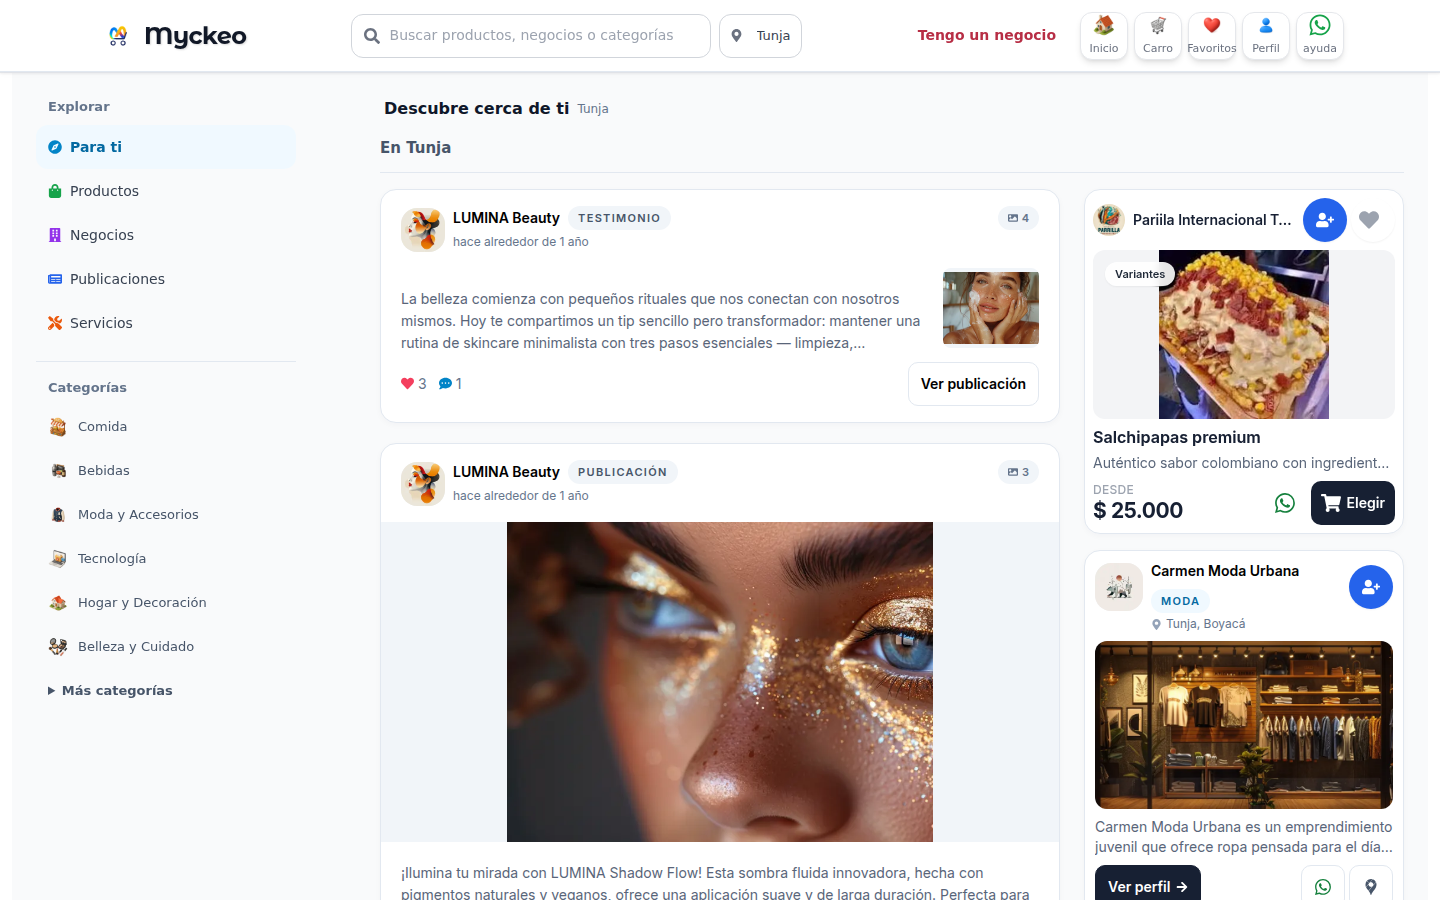 Myckeo
Buscar productos, negocios o categorías
Tunja
Tengo un negocio
Inicio
Carro
Favoritos
Perfil
ayuda
Explorar
Para ti
Productos
Negocios
Publicaciones
Servicios
Categorías
Comida
Bebidas
Moda y Accesorios
Tecnología
Hogar y Decoración
Belleza y Cuidado
Más categorías
Descubre cerca de ti Tunja
En Tunja
LUMINA Beauty TESTIMONIO
4
hace alrededor de 1 año
La belleza comienza con pequeños rituales que nos conectan con nosotros
mismos. Hoy te compartimos un tip sencillo pero transformador: mantener una
rutina de skincare minimalista con tres pasos esenciales — limpieza,...
3 1
Ver publicación
LUMINA Beauty PUBLICACIÓN
3
hace alrededor de 1 año
¡Ilumina tu mirada con LUMINA Shadow Flow! Esta sombra fluida innovadora, hecha con
pigmentos naturales y veganos, ofrece una aplicación suave y de larga duración. Perfecta para
PARRILLA
Pariila Internacional T...
Variantes
Salchipapas premium
Auténtico sabor colombiano con ingredient...
DESDE
$ 25.000
Elegir
Carmen Moda Urbana
MODA
Tunja, Boyacá
Carmen Moda Urbana es un emprendimiento
juvenil que ofrece ropa pensada para el día...
Ver perfil →